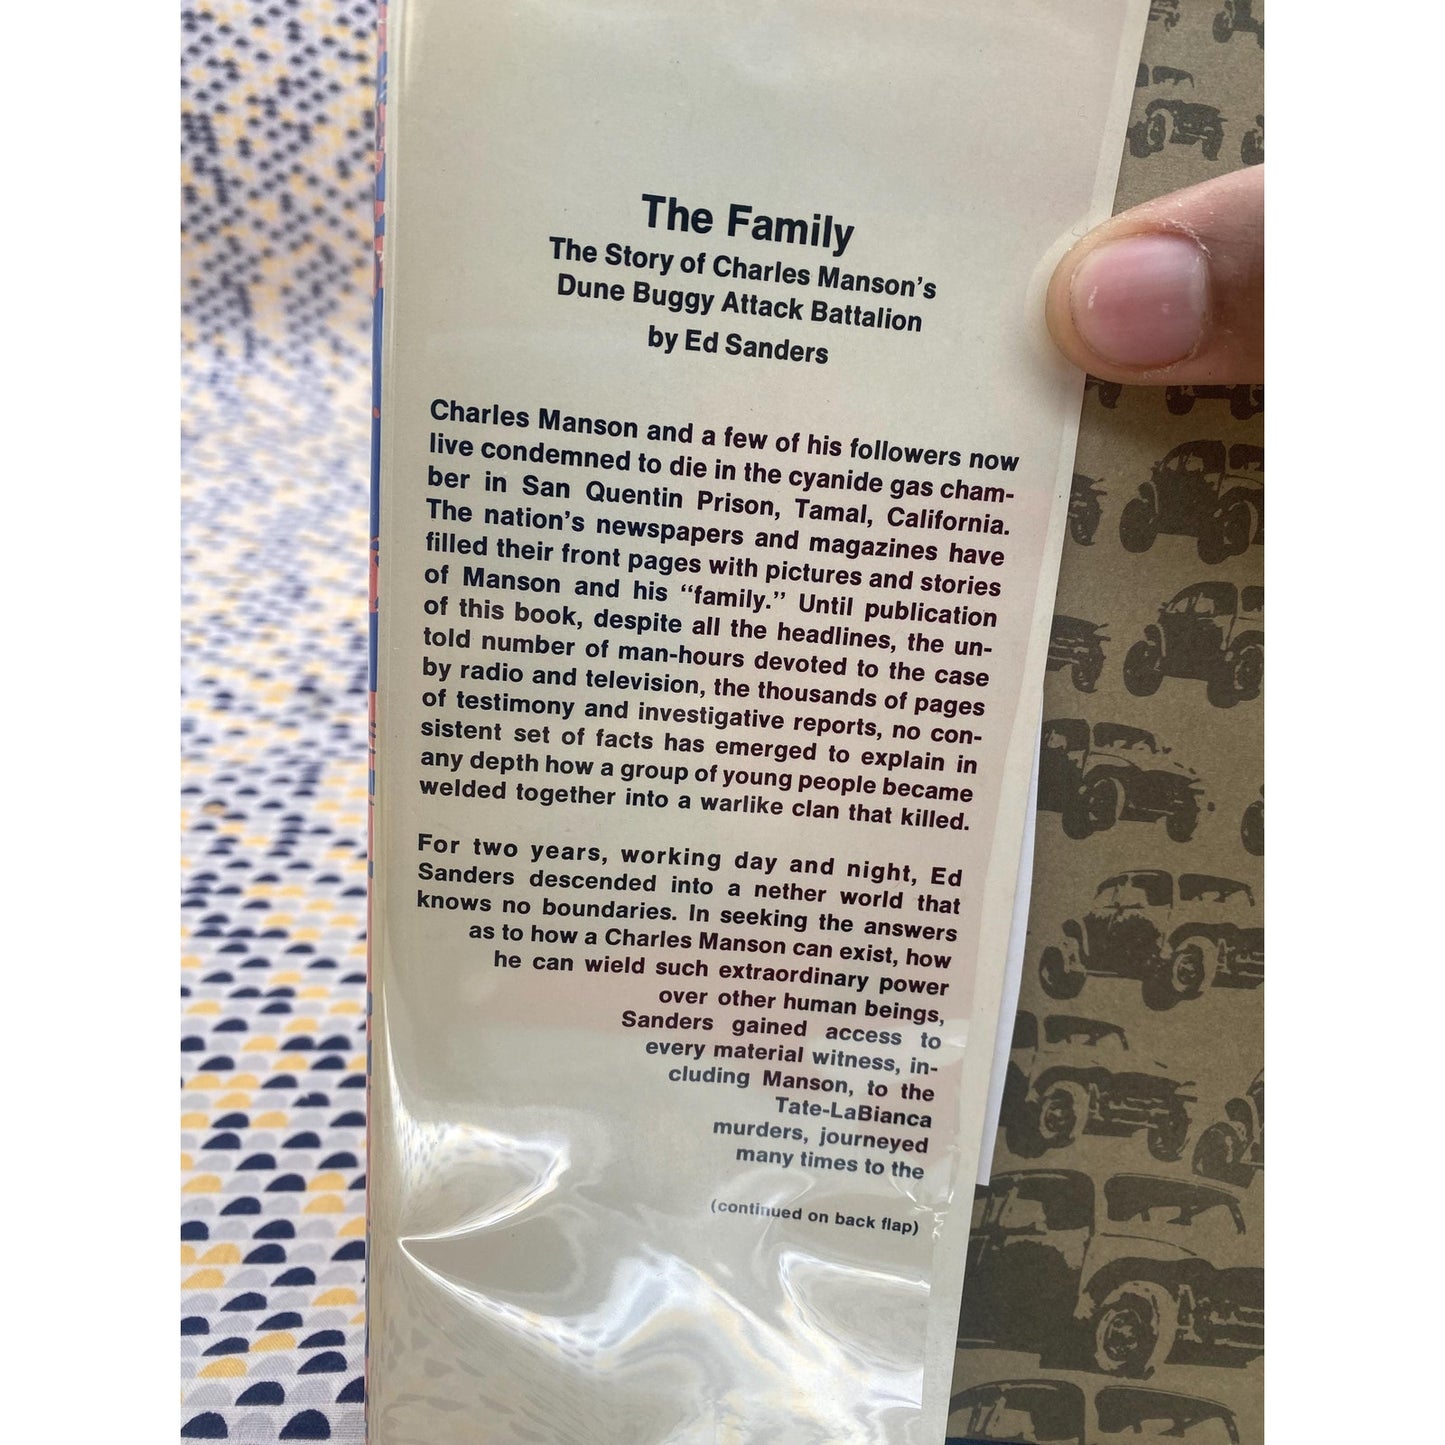 The Family
The Story of Charles Manson's
Dune Buggy Attack Battalion
by Ed Sanders
Charles Manson and a few of his followers now
live condemned to die in the cyanide gas cham-
ber in San Quentin Prison, Tamal, California.
The nation's newspapers and magazines have
filled their front pages with pictures and stories
of Manson and his "family." Until publication
of this book, despite all the headlines, the un-
told number of man-hours devoted to the case
by radio and television, the thousands of pages
of testimony and investigative reports, no con-
sistent set of facts has emerged to explain in
any depth how a group of young people became
welded together into a warlike clan that killed.
For two years, working day and night, Ed
Sanders descended into a nether world that
knows no boundaries. In seeking the answers
as to how a Charles Manson can exist, how
he can wield such extraordinary power
over other human beings,
Sanders gained access to
every material witness, in-
cluding Manson, to the
Tate-LaBianca
murders, journeyed
many times to the
(continued on back flap)